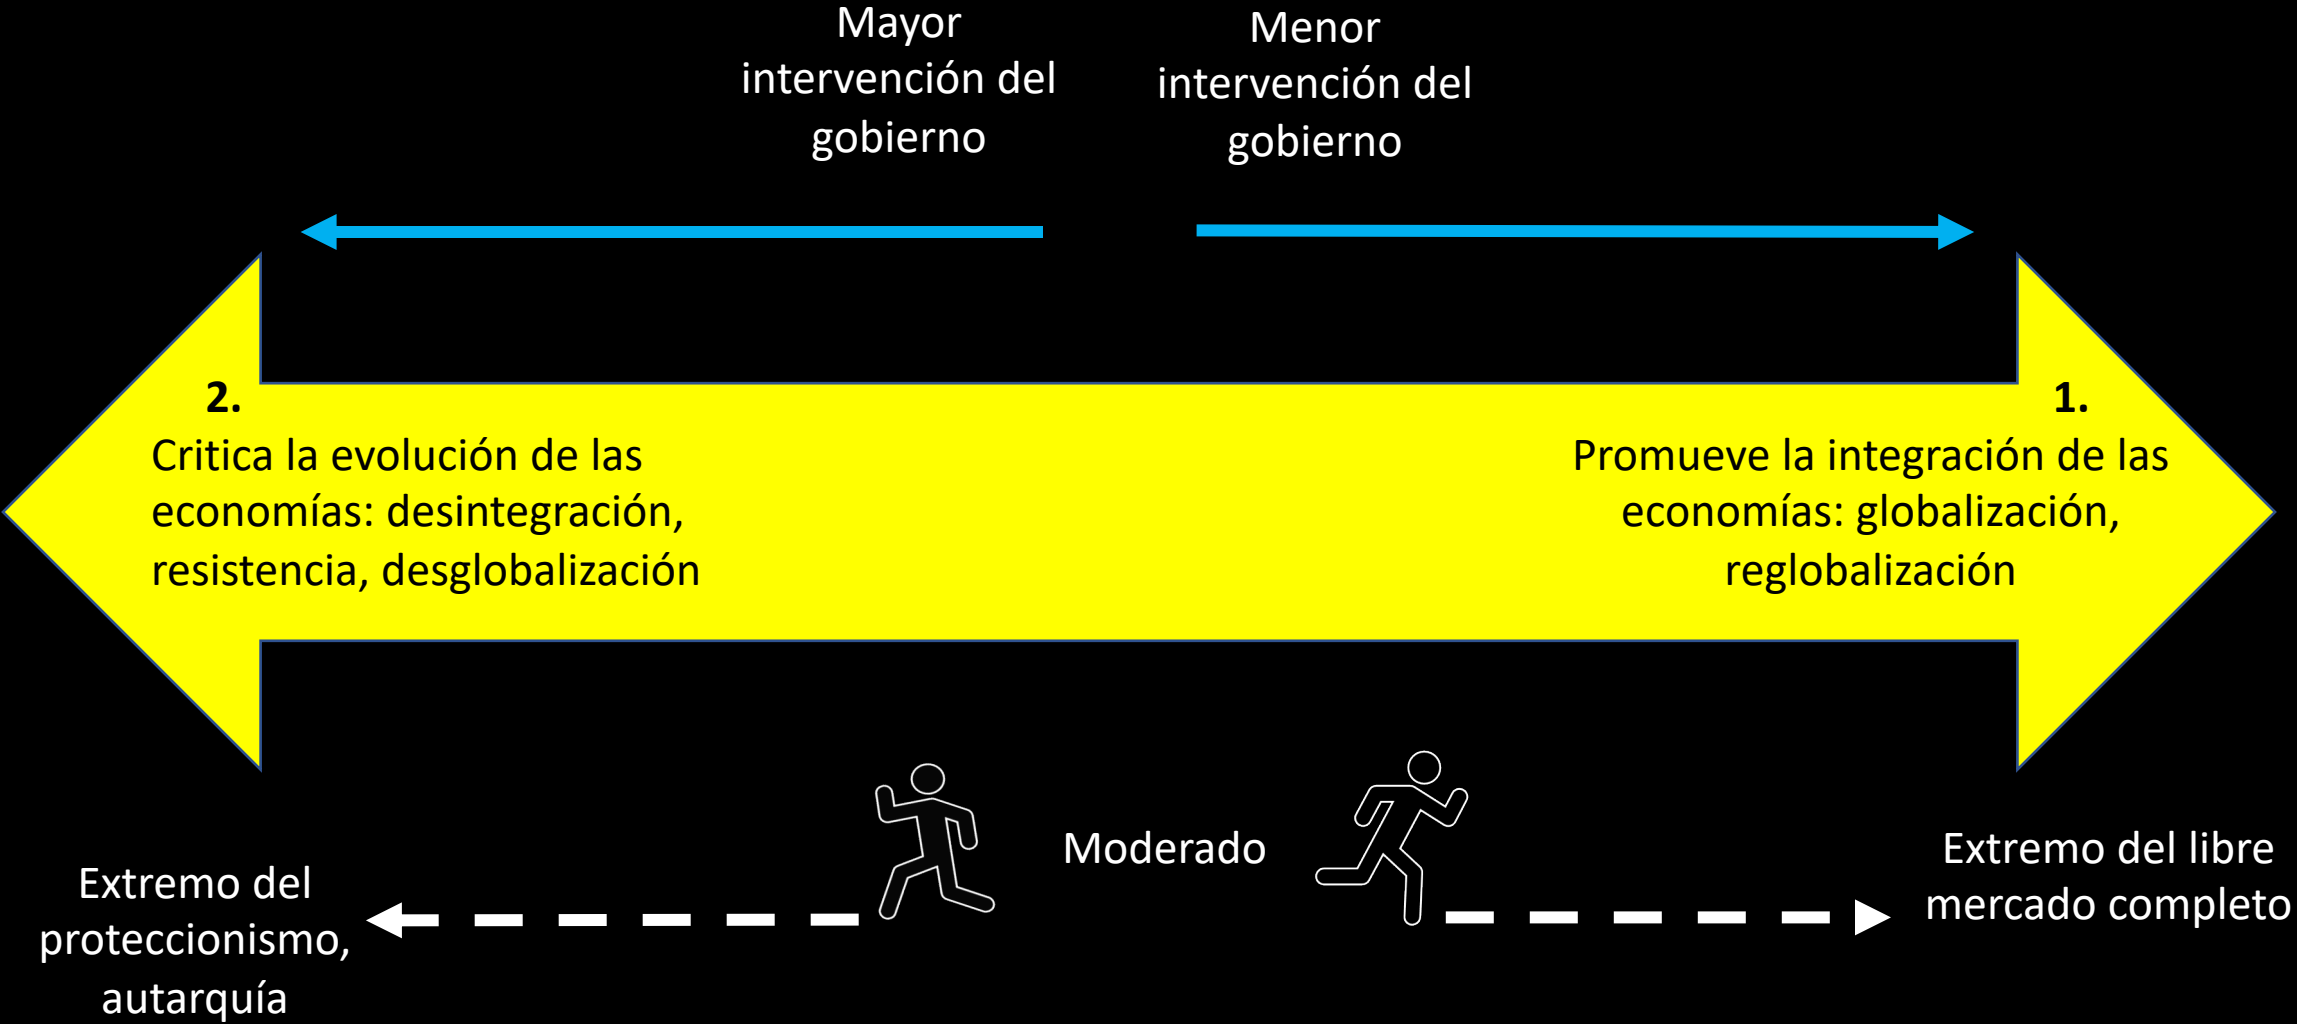 Mayor
intervención del
gobierno
Menor
intervención del
gobierno
2.
Critica la evolución de las
economías: desintegración,
resistencia, desglobalización
1.
Promueve la integración de las
economías: globalización,
reglobalización
Extremo del
proteccionismo,
autarquía
Moderado
Extremo del libre
mercado completo